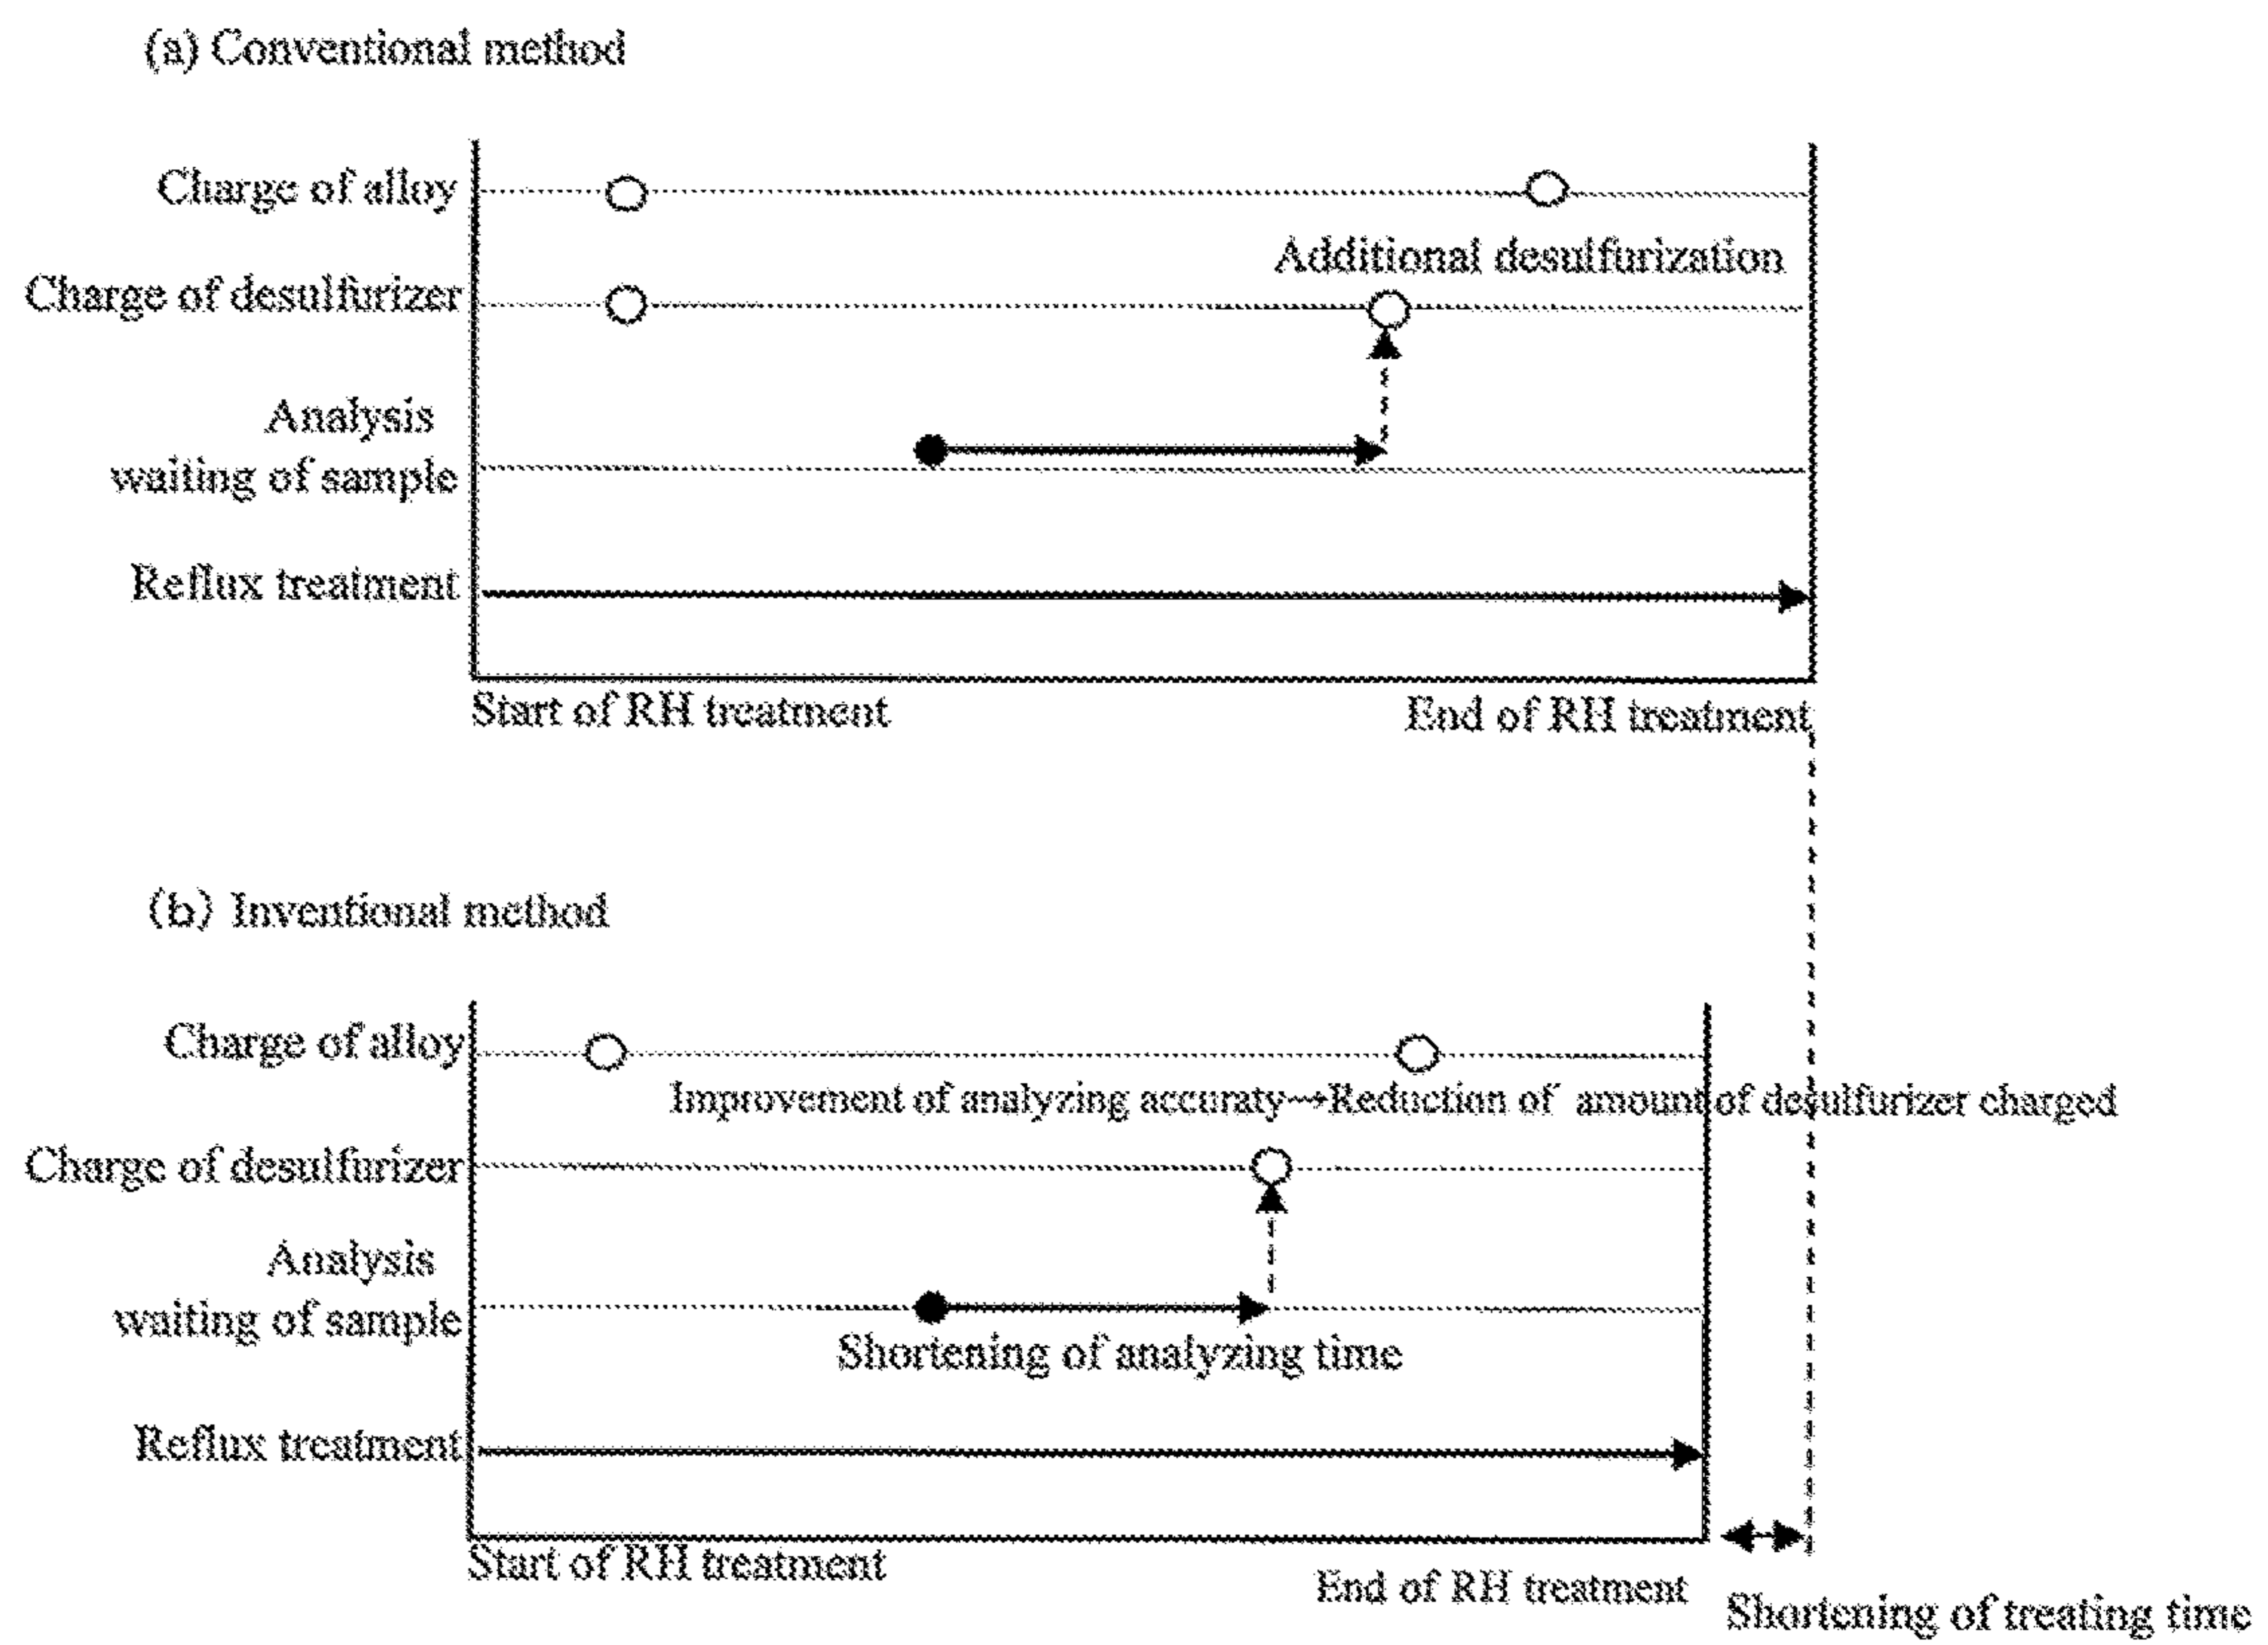 (a) Conventional method
Charge of alloy
Additional desulfurization
Charge of desulfurizer
Analysis
waiting of sample
Reflux treatment
Start of RH treatment
End of RH treatment
(b) Inventional method
Charge of alloy
Improvement of analyzing accuraty→Reduction of amount of desulfurizer charged
Charge of desulfurizer
Analysis
waiting of sample
Shortening of analyzing time
Reflux treatment
Start of RH treatment
End of RH treatment
Shortening of treating time